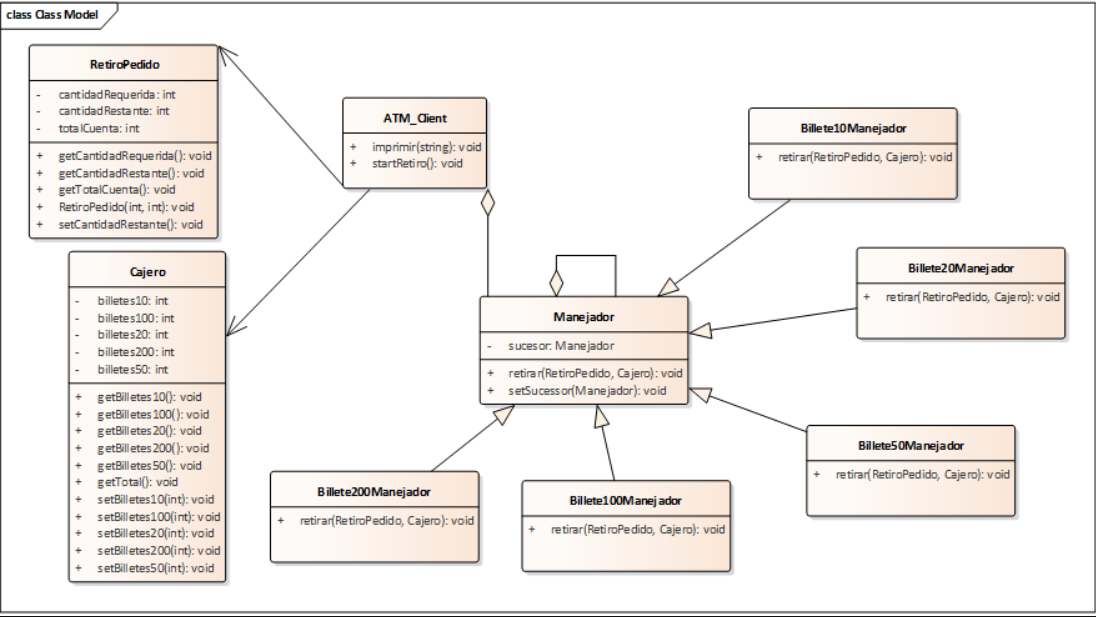 class Class Model
RetiroPedido
- cantidadRequerida: int
- cantidadRestante: int
- totalCuenta: int
+ getCantidadRequerida(): void
+ getCantidadRestante(): void
+ getTotalCuenta(): void
+ RetiroPedido(int, int): void
+ setCantidadRestante(): void
ATM_Client
+ imprimir(string): void
+ startRetiro(): void
Billete10Manejador
+ retirar(RetiroPedido, Cajero): void
Cajero
- billetes10: int
- billetes100: int
- billetes20: int
- billetes200: int
- billetes50: int
+ getBilletes10(): void
+ getBilletes100(): void
+ getBilletes20(): void
+ getBilletes200(): void
+ getBilletes50(): void
+ getTotal(): void
+ setBilletes10(int): void
+ setBilletes100(int): void
+ setBilletes20(int): void
+ setBilletes200(int): void
+ setBilletes50(int): void
Billete20Manejador
+ retirar(RetiroPedido, Cajero): void
Manejador
- sucesor: Manejador
+ retirar(RetiroPedido, Cajero): void
+ setSucessor(Manejador): void
Billete50Manejador
+ retirar(RetiroPedido, Cajero): void
Billete200Manejador
+ retirar(RetiroPedido, Cajero): void
Billete100Manejador
+ retirar(RetiroPedido, Cajero): void